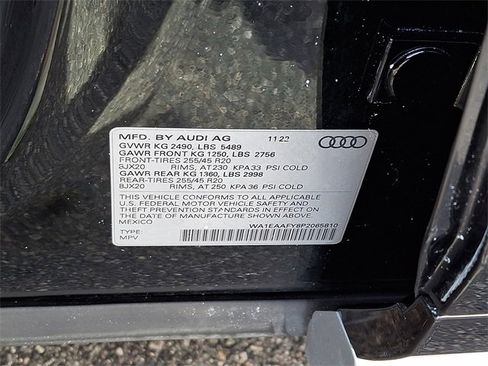 MFD. BY AUDI AG 11 22
GVWR KG 2490, LBS 5489
GAWR FRONT KG 1250, LBS 2756
FRONT-TIRES 255/45 R20
8JX20 RIMS, AT 230 KPA 33 PSI COLD
GAWR REAR KG 1360, LBS 2998
REAR-TIRES 255/45 R20
8JX20 RIMS, AT 250 KPA 36 PSI COLD
THIS VEHICLE CONFORMS TO ALL APPLICABLE
U.S. FEDERAL MOTOR VEHICLE SAFETY AND
THEFT PREVENTION STANDARDS IN EFFECT ON
THE DATE OF MANUFACTURE SHOWN ABOVE.
MEXICO
WA1EAAFY8P2065810
TYPE:
MPV